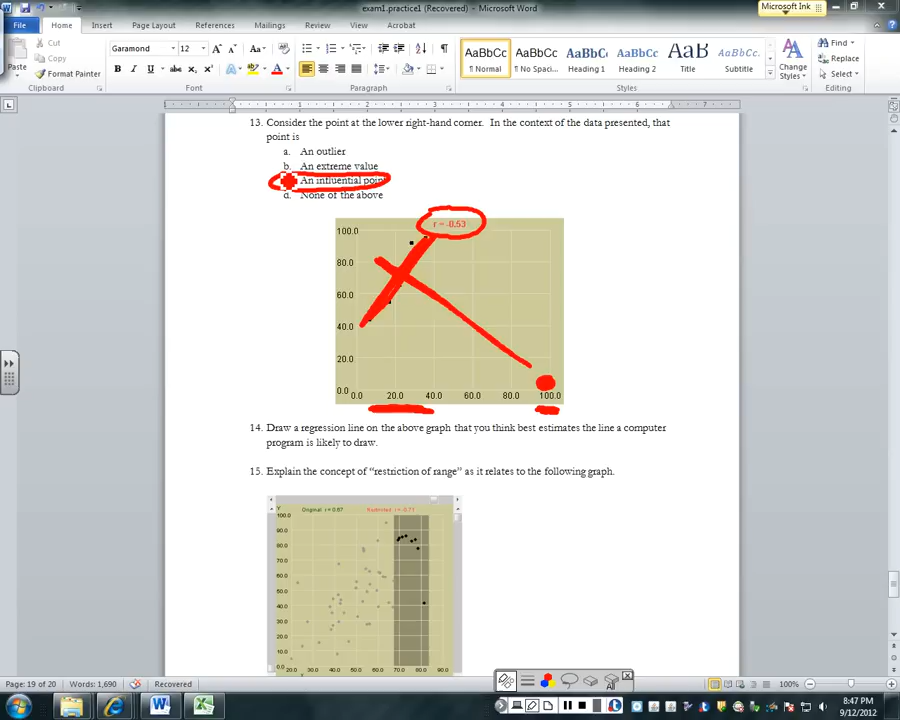 exam1.practice1 (Recovered) - Microsoft Word
Microsoft Ink
File Home Insert Page Layout References Mailings Review View Acrobat
Cut
Copy
Format Painter
Paste
Clipboard
Garamond 12
Font
Paragraph
AaBbCc AaBbCc AaBbCc AaBbCc AaB AaBbCc.
¶ Normal ¶ No Spaci... Heading 1 Heading 2 Title Subtitle
Styles
Change Styles
Find
Replace
Select
Editing
13. Consider the point at the lower right-hand corner. In the context of the data presented, that
point is
a. An outlier
b. An extreme value
An influential point
d. None of the above
r = -0.53
100.0
80.0
60.0
40.0
20.0
0.0
0.0 20.0 40.0 60.0 80.0 100.0
14. Draw a regression line on the above graph that you think best estimates the line a computer
program is likely to draw.
15. Explain the concept of “restriction of range” as it relates to the following graph.
Y Original r = 0.67 Restricted r = -0.77
100.0
90.0
80.0
70.0
60.0
50.0
40.0
30.0
20.0
10.0
0.0
20.0 30.0 40.0 50.0 60.0 70.0 80.0 90.0
Page: 19 of 20 Words: 1,690 Recovered
100%
All
8:47 PM
9/12/2012